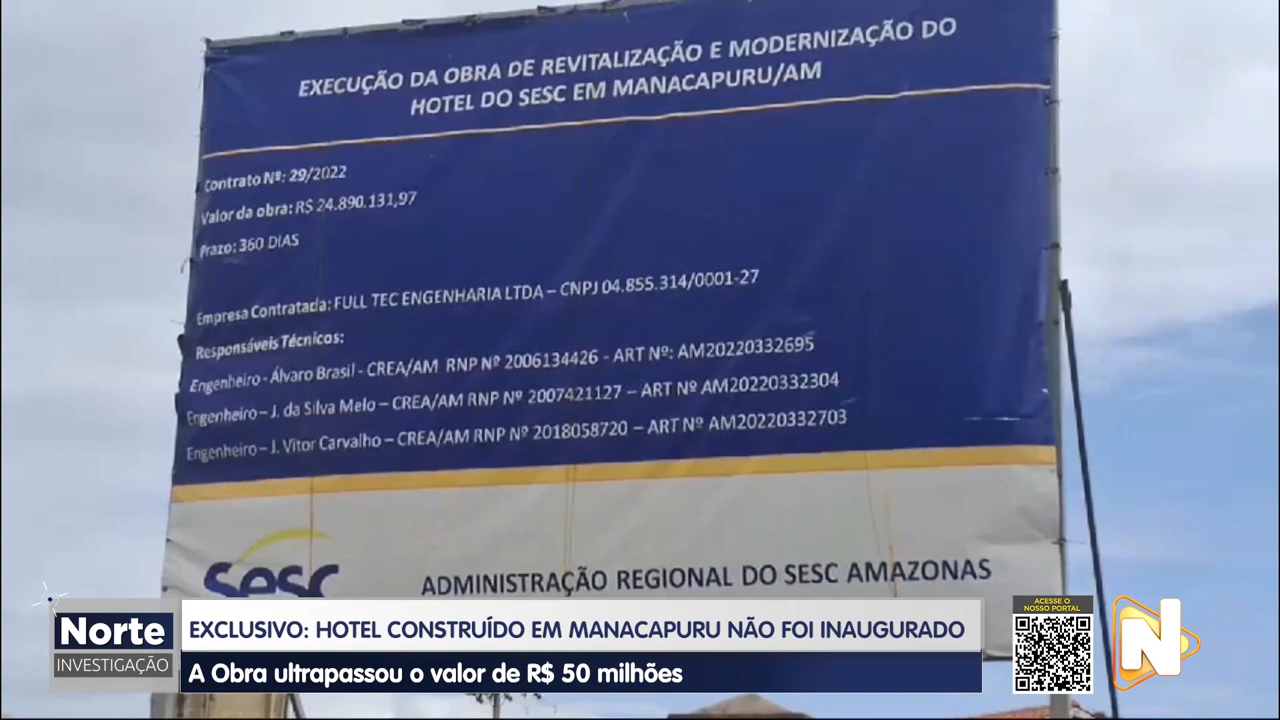 EXECUÇÃO DA OBRA DE REVITALIZAÇÃO E MODERNIZAÇÃO DO
HOTEL DO SESC EM MANACAPURU/AM
Contrato Nº: 29/2022
Valor da obra: R$ 24.890.131,97
Prazo: 360 DIAS
Empresa Contratada: FULL TEC ENGENHARIA LTDA – CNPJ 04.855.314/0001-27
Responsáveis Técnicos:
Engenheiro - Álvaro Brasil - CREA/AM RNP Nº 2006134426 - ART Nº: AM20220332695
Engenheiro – J. da Silva Melo – CREA/AM RNP Nº 2007421127 – ART Nº AM20220332304
Engenheiro – J. Vitor Carvalho – CREA/AM RNP Nº 2018058720 – ART Nº AM20220332703
sesc
ADMINISTRAÇÃO REGIONAL DO SESC AMAZONAS
Norte
INVESTIGAÇÃO
EXCLUSIVO: HOTEL CONSTRUÍDO EM MANACAPURU NÃO FOI INAUGURADO
A Obra ultrapassou o valor de R$ 50 milhões
ACESSE O
NOSSO PORTAL
N